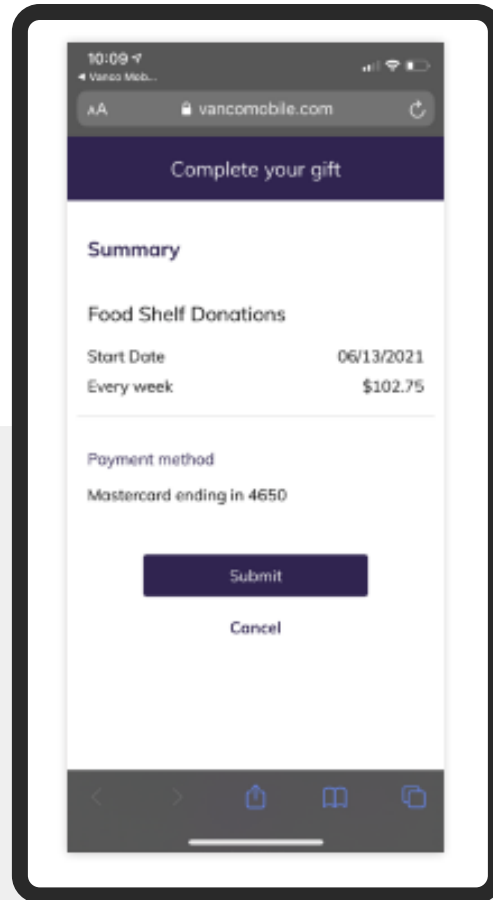 10:09
◀ Vanco Mob...
AA vancomobile.com
Complete your gift
Summary
Food Shelf Donations
Start Date 06/13/2021
Every week $102.75
Payment method
Mastercard ending in 4650
Submit
Cancel